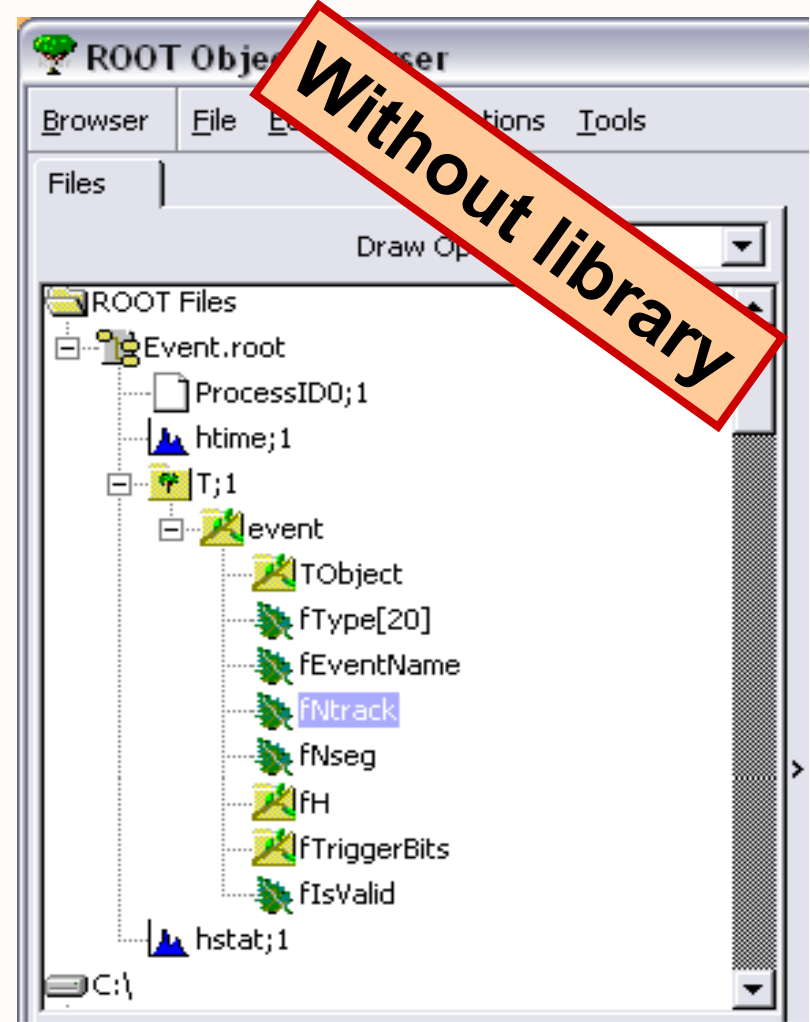 ROOT Obj ser
Browser File E tions Tools
Without library
Files
Draw Op
ROOT Files
Event.root
ProcessID0;1
htime;1
T;1
event
TObject
fType[20]
fEventName
fNtrack
fNseg
fH
fTriggerBits
fIsValid
hstat;1
C:\